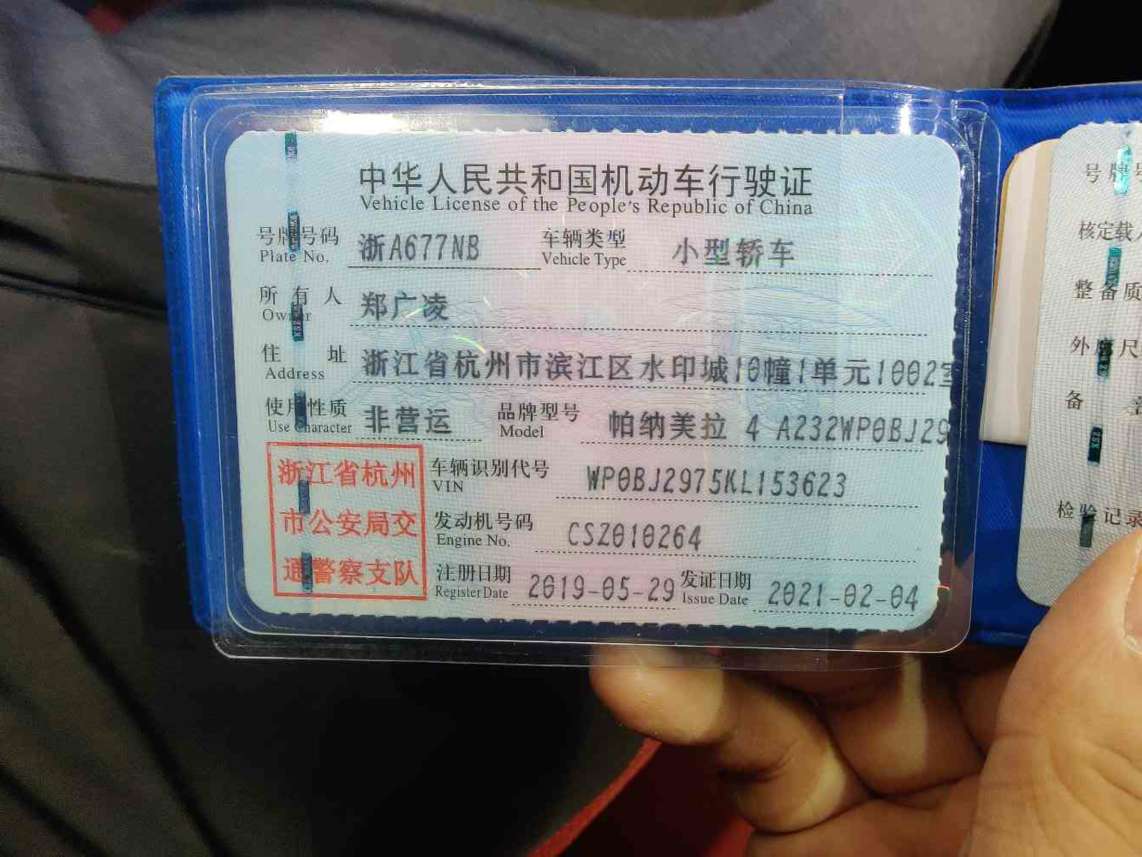 中华人民共和国机动车行驶证
Vehicle License of the People's Republic of China
号牌号码 浙A677NB 车辆类型 小型轿车
Plate No. Vehicle Type
所有人 郑广凌
Owner
住址 浙江省杭州市滨江区水印城10幢1单元1002室
Address
使用性质 非营运 品牌型号 帕纳美拉 4 A232WP0BJ29
Use Character Model
浙江省杭州
市公安局交
通警察支队
车辆识别代号 WP0BJ2975KL153623
VIN
发动机号码 CSZ010264
Engine No.
注册日期 2019-05-29 发证日期 2021-02-04
Register Date Issue Date
号牌号
核定载人
整备质
外廓尺
备
检验记录